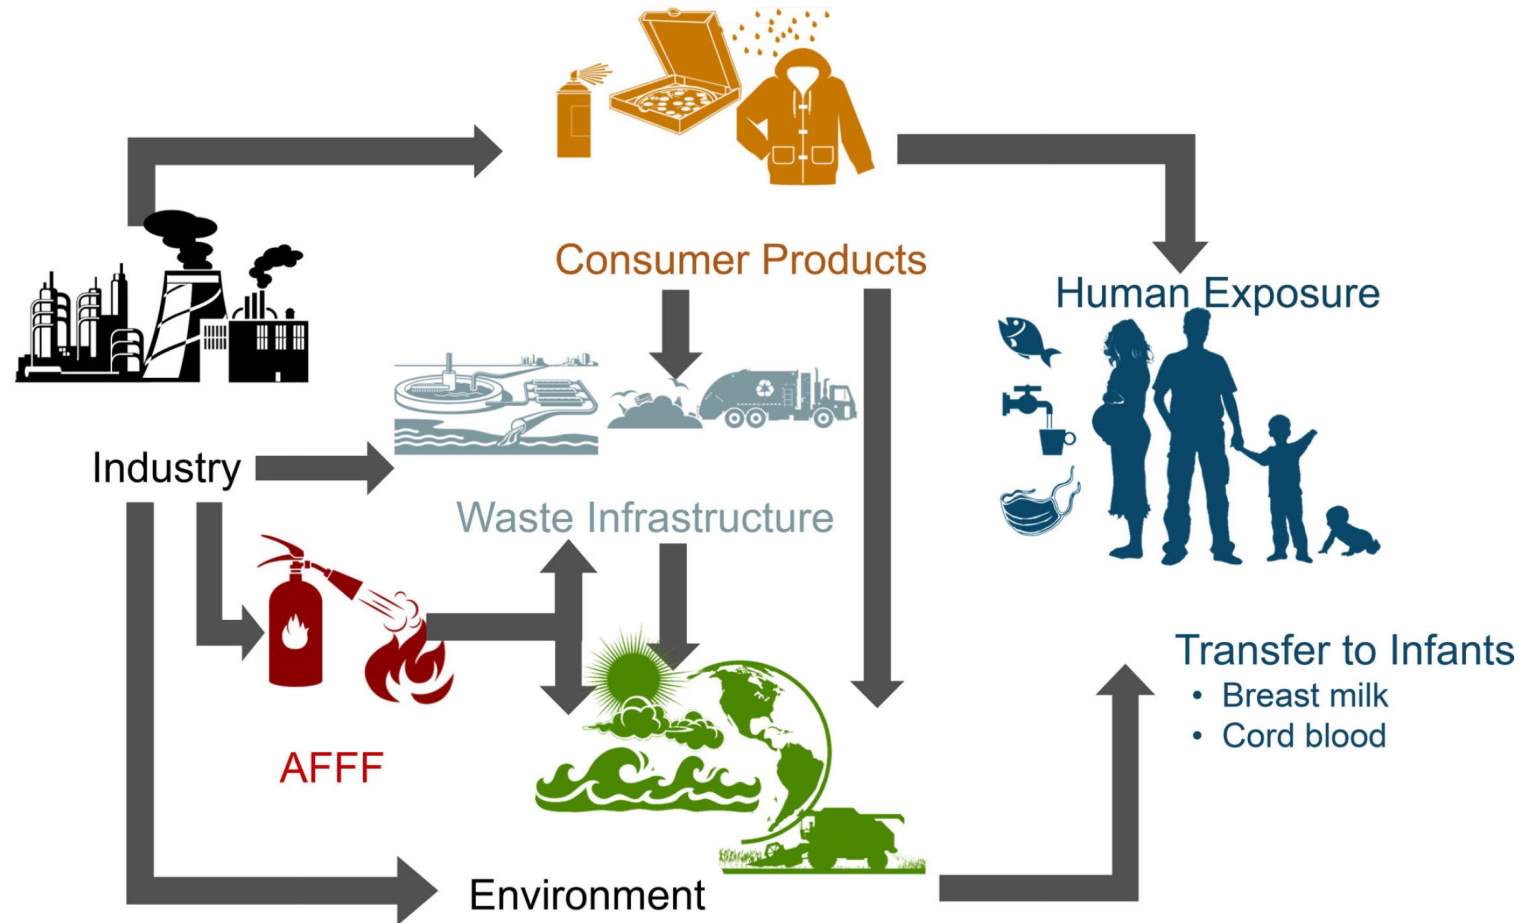 Consumer Products
Human Exposure
Industry
Waste Infrastructure
Transfer to Infants
• Breast milk
• Cord blood
AFFF
Environment